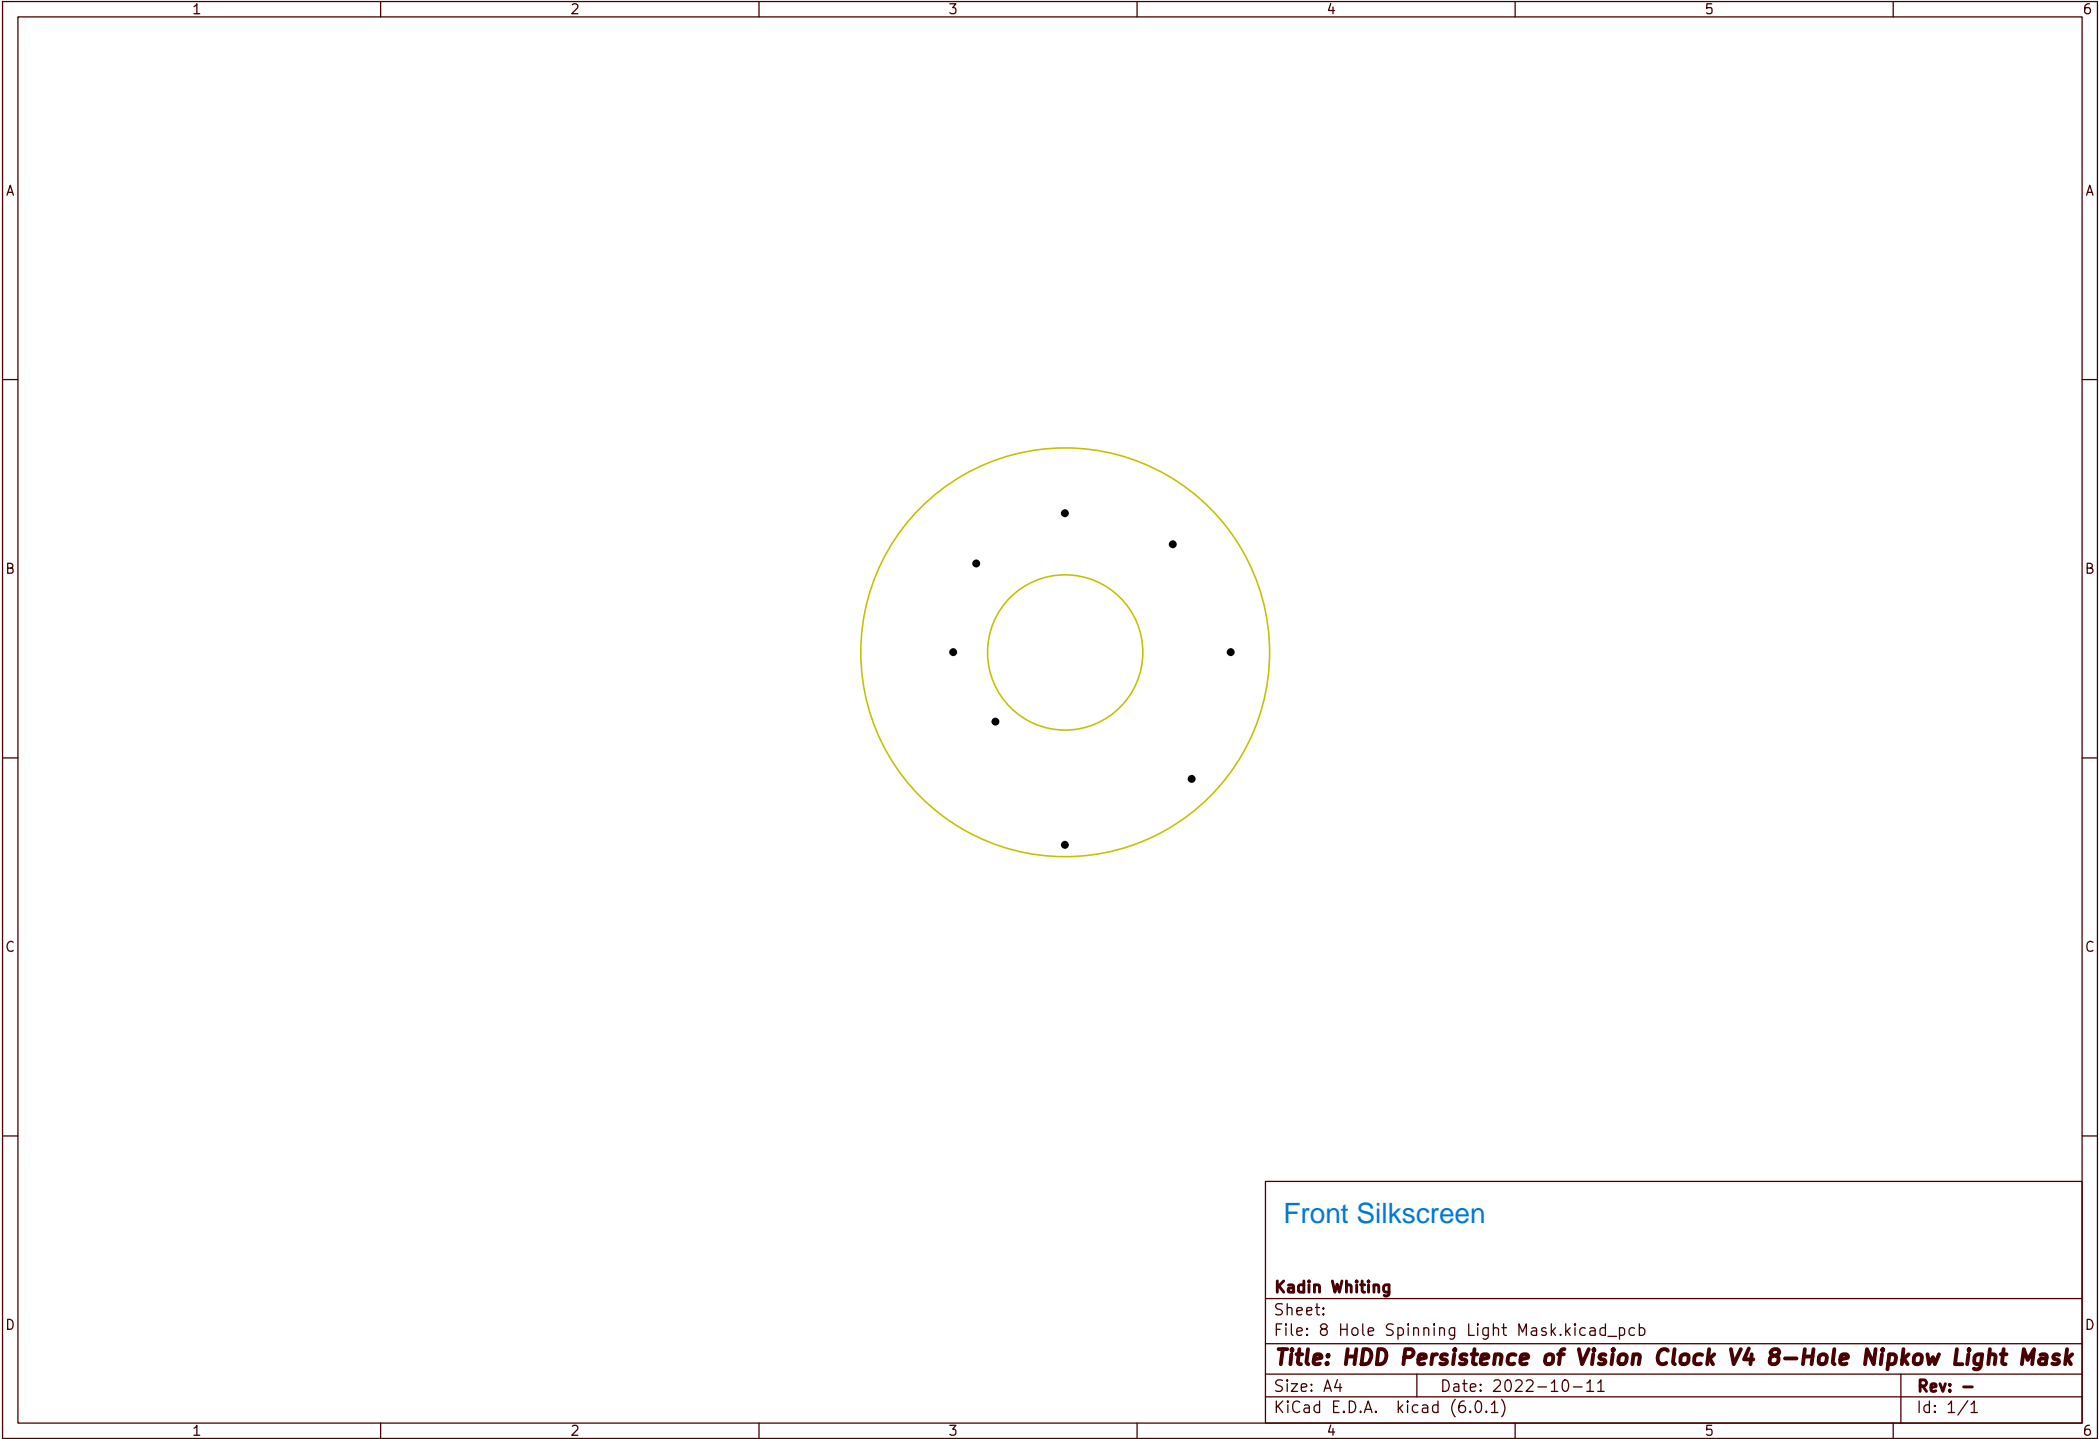 1 2 3 4 5 6
A A
B B
C C
Front Silkscreen
Kadin Whiting
Sheet:
D D
File: 8 Hole Spinning Light Mask.kicad_pcb
Title: HDD Persistence of Vision Clock V4 8-Hole Nipkow Light Mask
Size: A4 Date: 2022-10-11 Rev: -
KiCad E.D.A. kicad (6.0.1) Id: 1/1
1 2 3 4 5 6